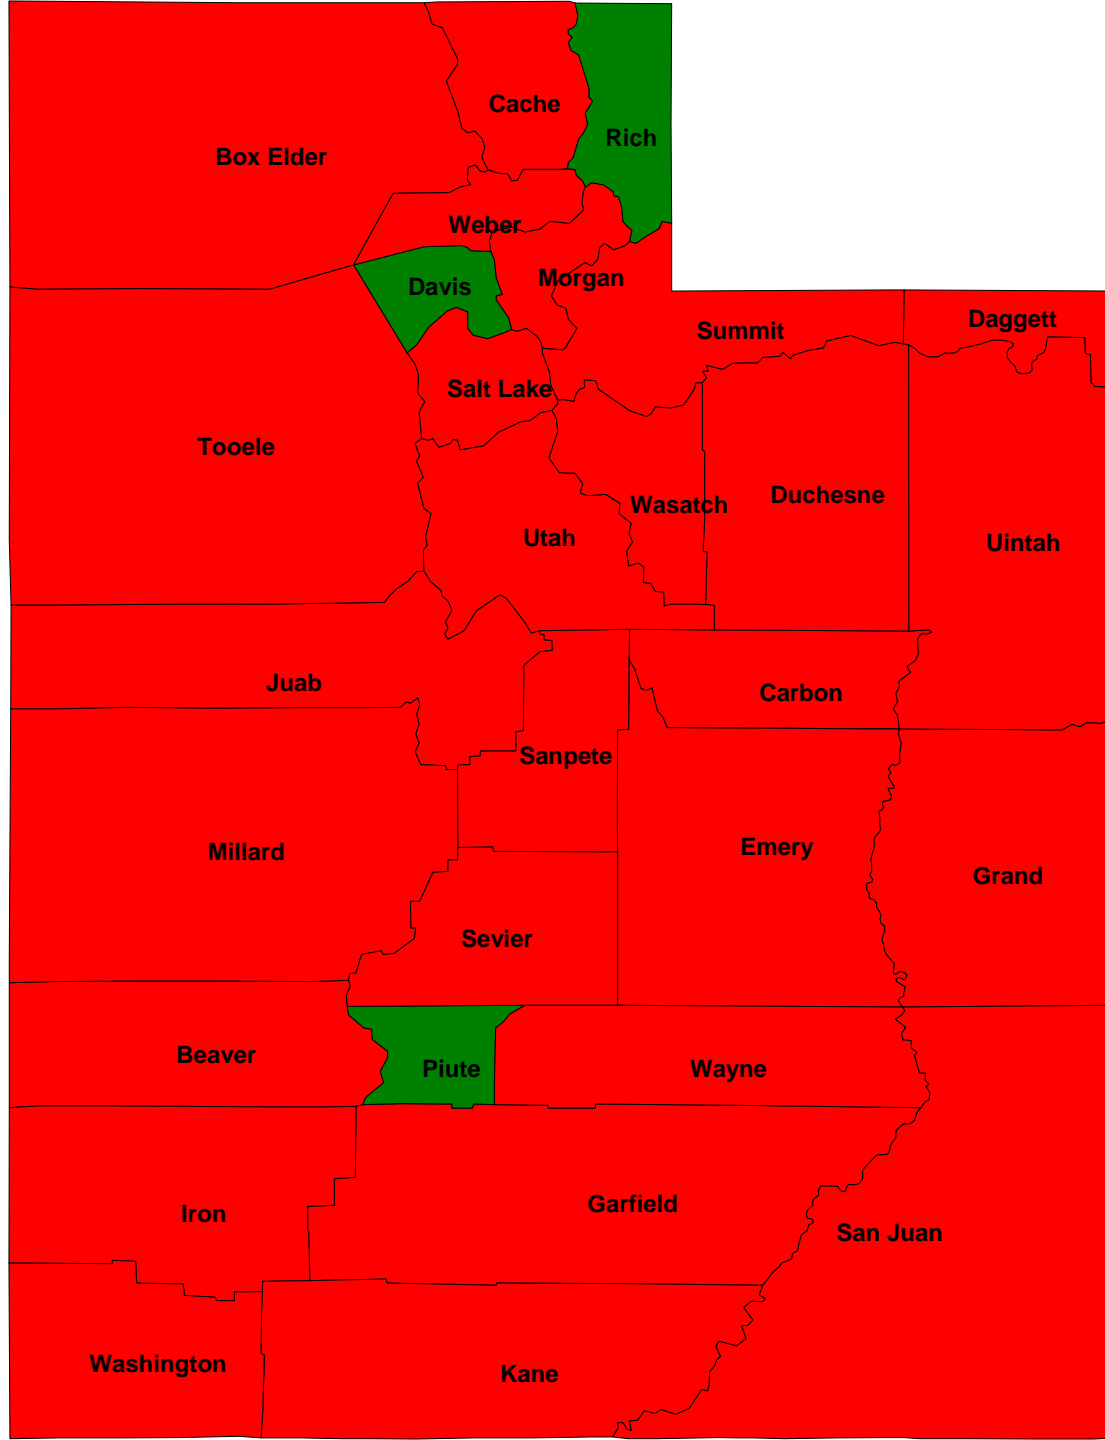 Cache
Rich
Box Elder
Weber
Morgan
Davis
Daggett
Summit
Salt Lake
Tooele
Duchesne
Wasatch
Utah
Uintah
Juab
Carbon
Sanpete
Emery
Millard
Grand
Sevier
Beaver
Piute
Wayne
Garfield
Iron
San Juan
Washington
Kane